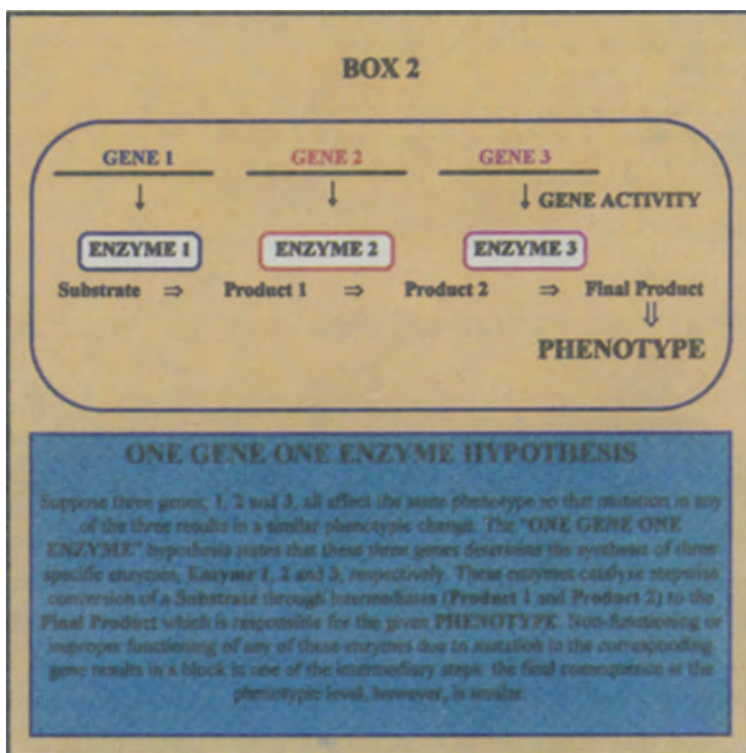 BOX 2
GENE 1 GENE 2 GENE 3
↓ ↓ ↓ GENE ACTIVITY
ENZYME 1 ENZYME 2 ENZYME 3
Substrate ⇒ Product 1 ⇒ Product 2 ⇒ Final Product
⇓
PHENOTYPE
ONE GENE ONE ENZYME HYPOTHESIS
Suppose three genes, 1, 2 and 3, all affect the same phenotype so that mutation in any
of the three results in a similar phenotypic change. The "ONE GENE ONE
ENZYME" hypothesis states that these three genes determine the synthesis of three
specific enzymes, Enzyme 1, 2 and 3, respectively. These enzymes catalyse stepwise
conversion of a Substrate through intermediates (Product 1 and Product 2) to the
Final Product which is responsible for the given PHENOTYPE. Non-functioning or
improper functioning of any of these enzymes due to mutation in the corresponding
gene results in a block in one of the intermediary steps: the final consequence at the
phenotypic level, however, is similar.